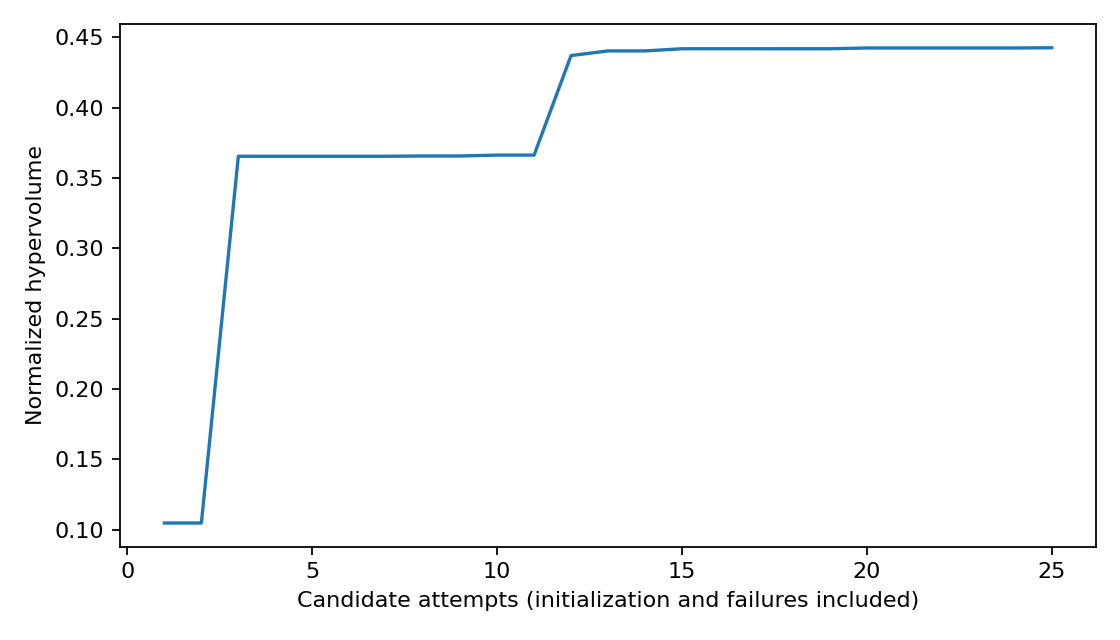 0.45
0.40
0.35
0.30
0.25
0.20
0.15
0.10
Normalized hypervolume
0 5 10 15 20 25
Candidate attempts (initialization and failures included)